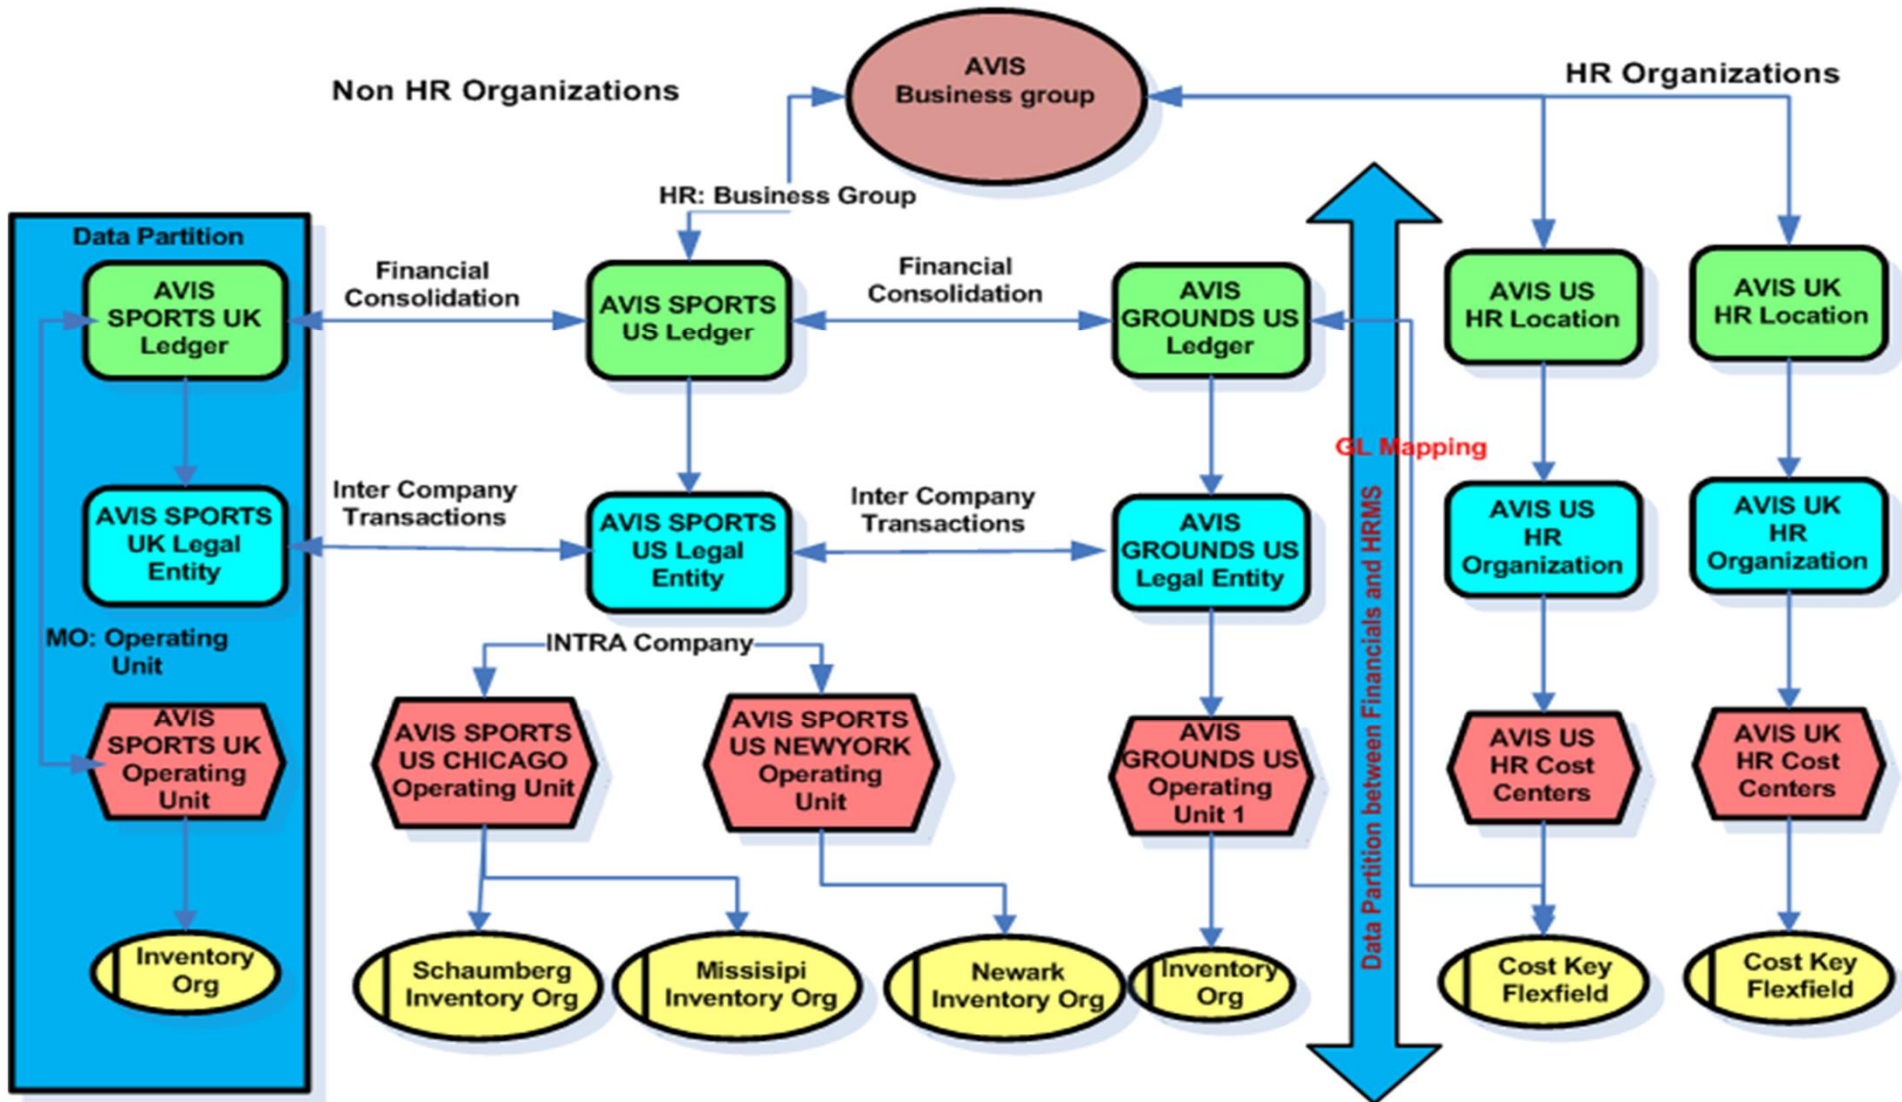 AVIS
Business group
Non HR Organizations
HR Organizations
HR: Business Group
Data Partition
AVIS
SPORTS UK
Ledger
Financial
Consolidation
AVIS SPORTS
US Ledger
Financial
Consolidation
AVIS
GROUNDS US
Ledger
AVIS US
HR Location
AVIS UK
HR Location
GL Mapping
Data Partition between Financials and HRMS
AVIS SPORTS
UK Legal
Entity
Inter Company
Transactions
AVIS SPORTS
US Legal
Entity
Inter Company
Transactions
AVIS
GROUNDS US
Legal Entity
AVIS US
HR
Organization
AVIS UK
HR
Organization
MO: Operating
Unit
INTRA Company
AVIS
SPORTS UK
Operating
Unit
AVIS SPORTS
US CHICAGO
Operating Unit
AVIS SPORTS
US NEWYORK
Operating
Unit
AVIS
GROUNDS US
Operating
Unit 1
AVIS US
HR Cost
Centers
AVIS UK
HR Cost
Centers
Inventory
Org
Schaumberg
Inventory Org
Missisipi
Inventory Org
Newark
Inventory Org
Inventory
Org
Cost Key
Flexfield
Cost Key
Flexfield